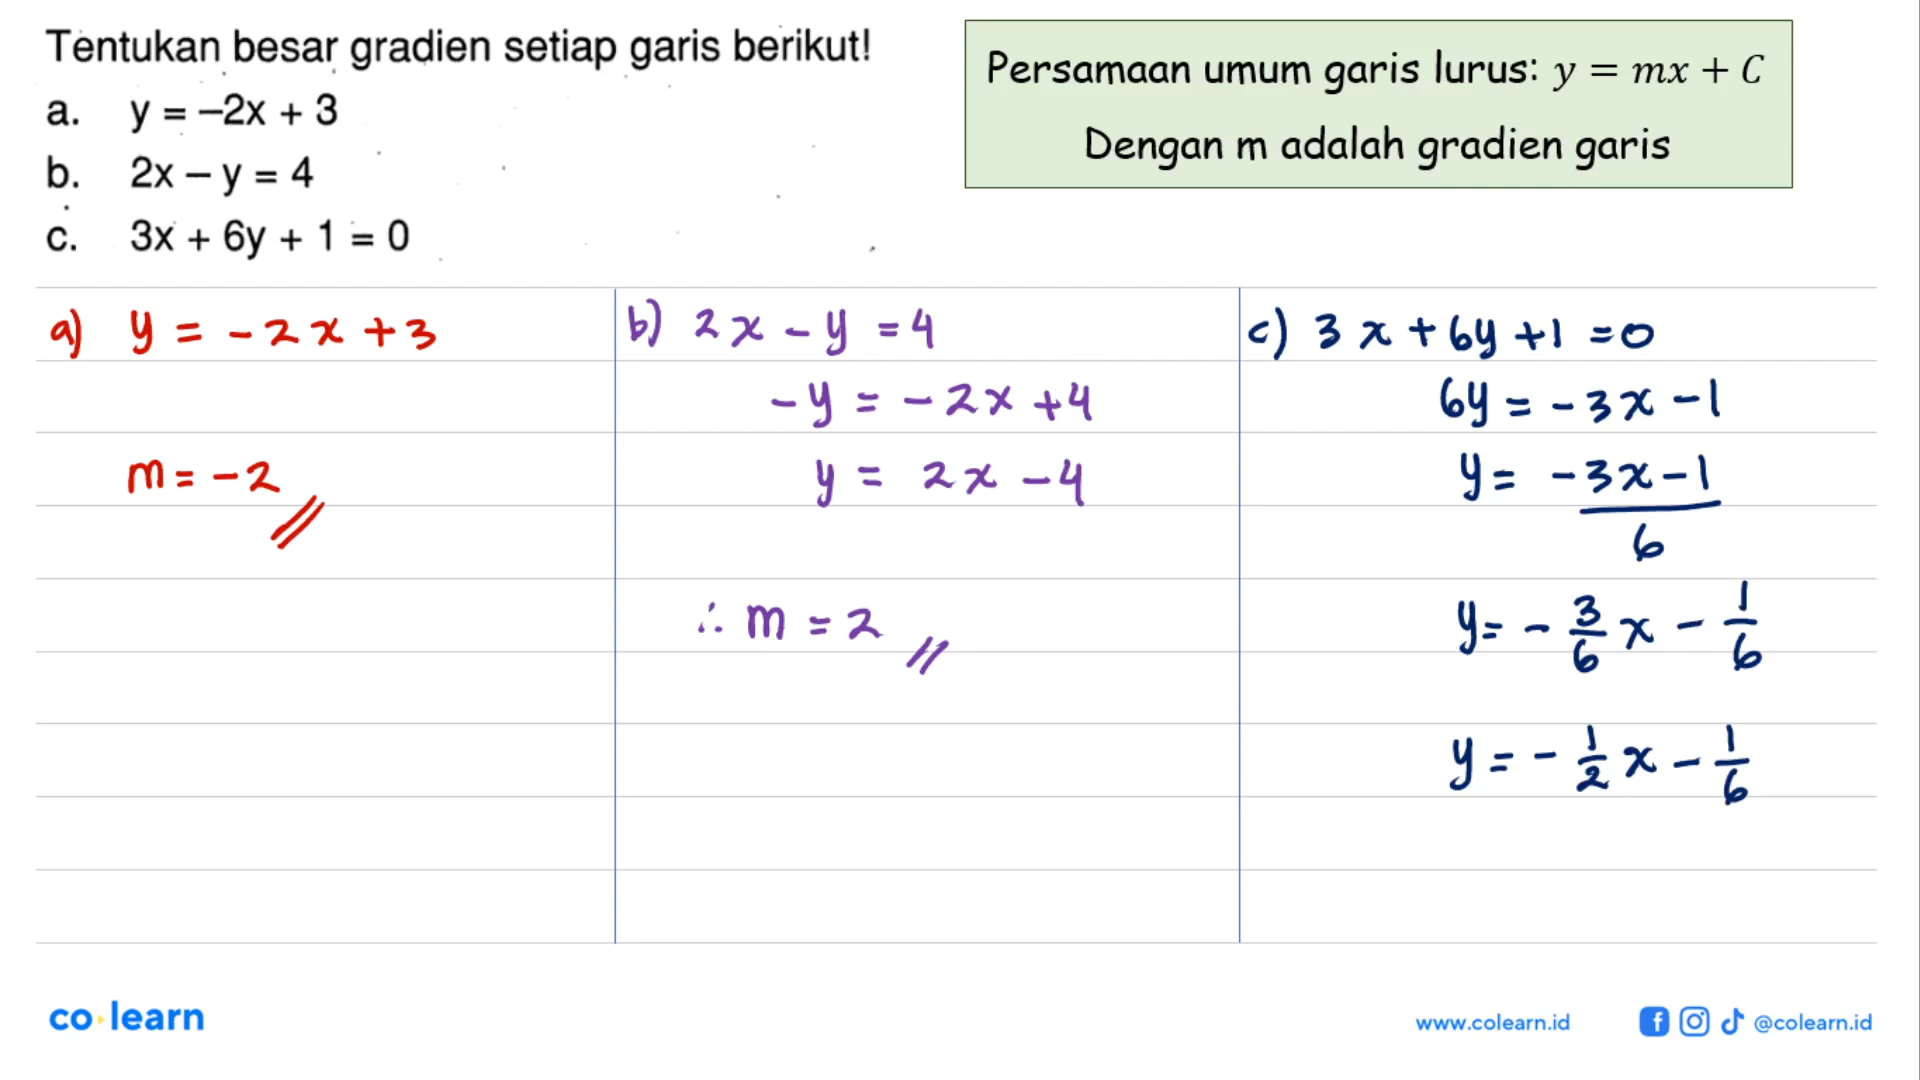 Tentukan besar gradien setiap garis berikut!
a. y = –2x + 3
b. 2x – y = 4
c. 3x + 6y + 1 = 0
Persamaan umum garis lurus: y = mx + C
Dengan m adalah gradien garis
a) y = -2x +3
m = -2
b) 2x - y = 4
-y = -2x +4
y = 2x -4
∴ m = 2
c) 3x + 6y +1 = 0
6y = -3x -1
y = -3x -1
6
y = - 3/6 x - 1/6
y = - 1/2 x - 1/6
co learn
www.colearn.id
@colearn.id